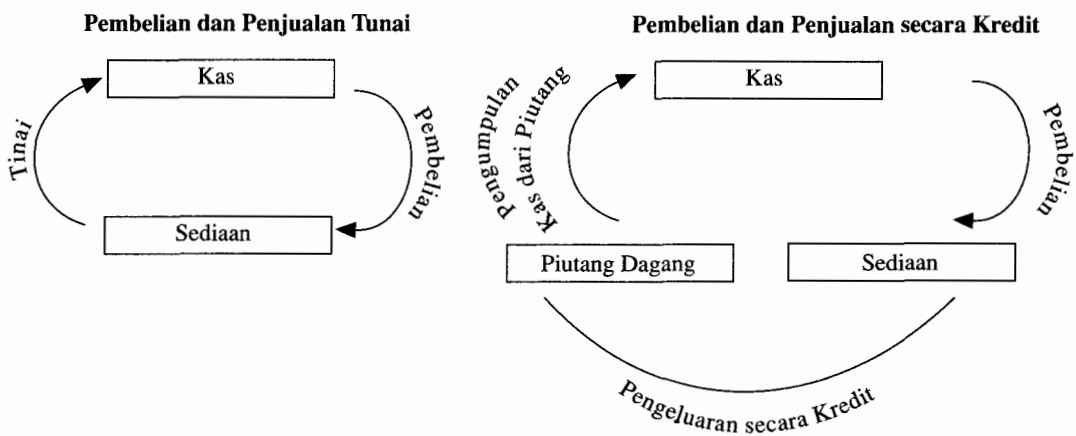 Pembelian dan Penjualan Tunai
Kas
Tinai
Pembelian
Sediaan
Pembelian dan Penjualan secara Kredit
Kas
Pengumpulan
Kas dari Piutang
Pembelian
Piutang Dagang
Sediaan
Pengeluaran secara Kredit